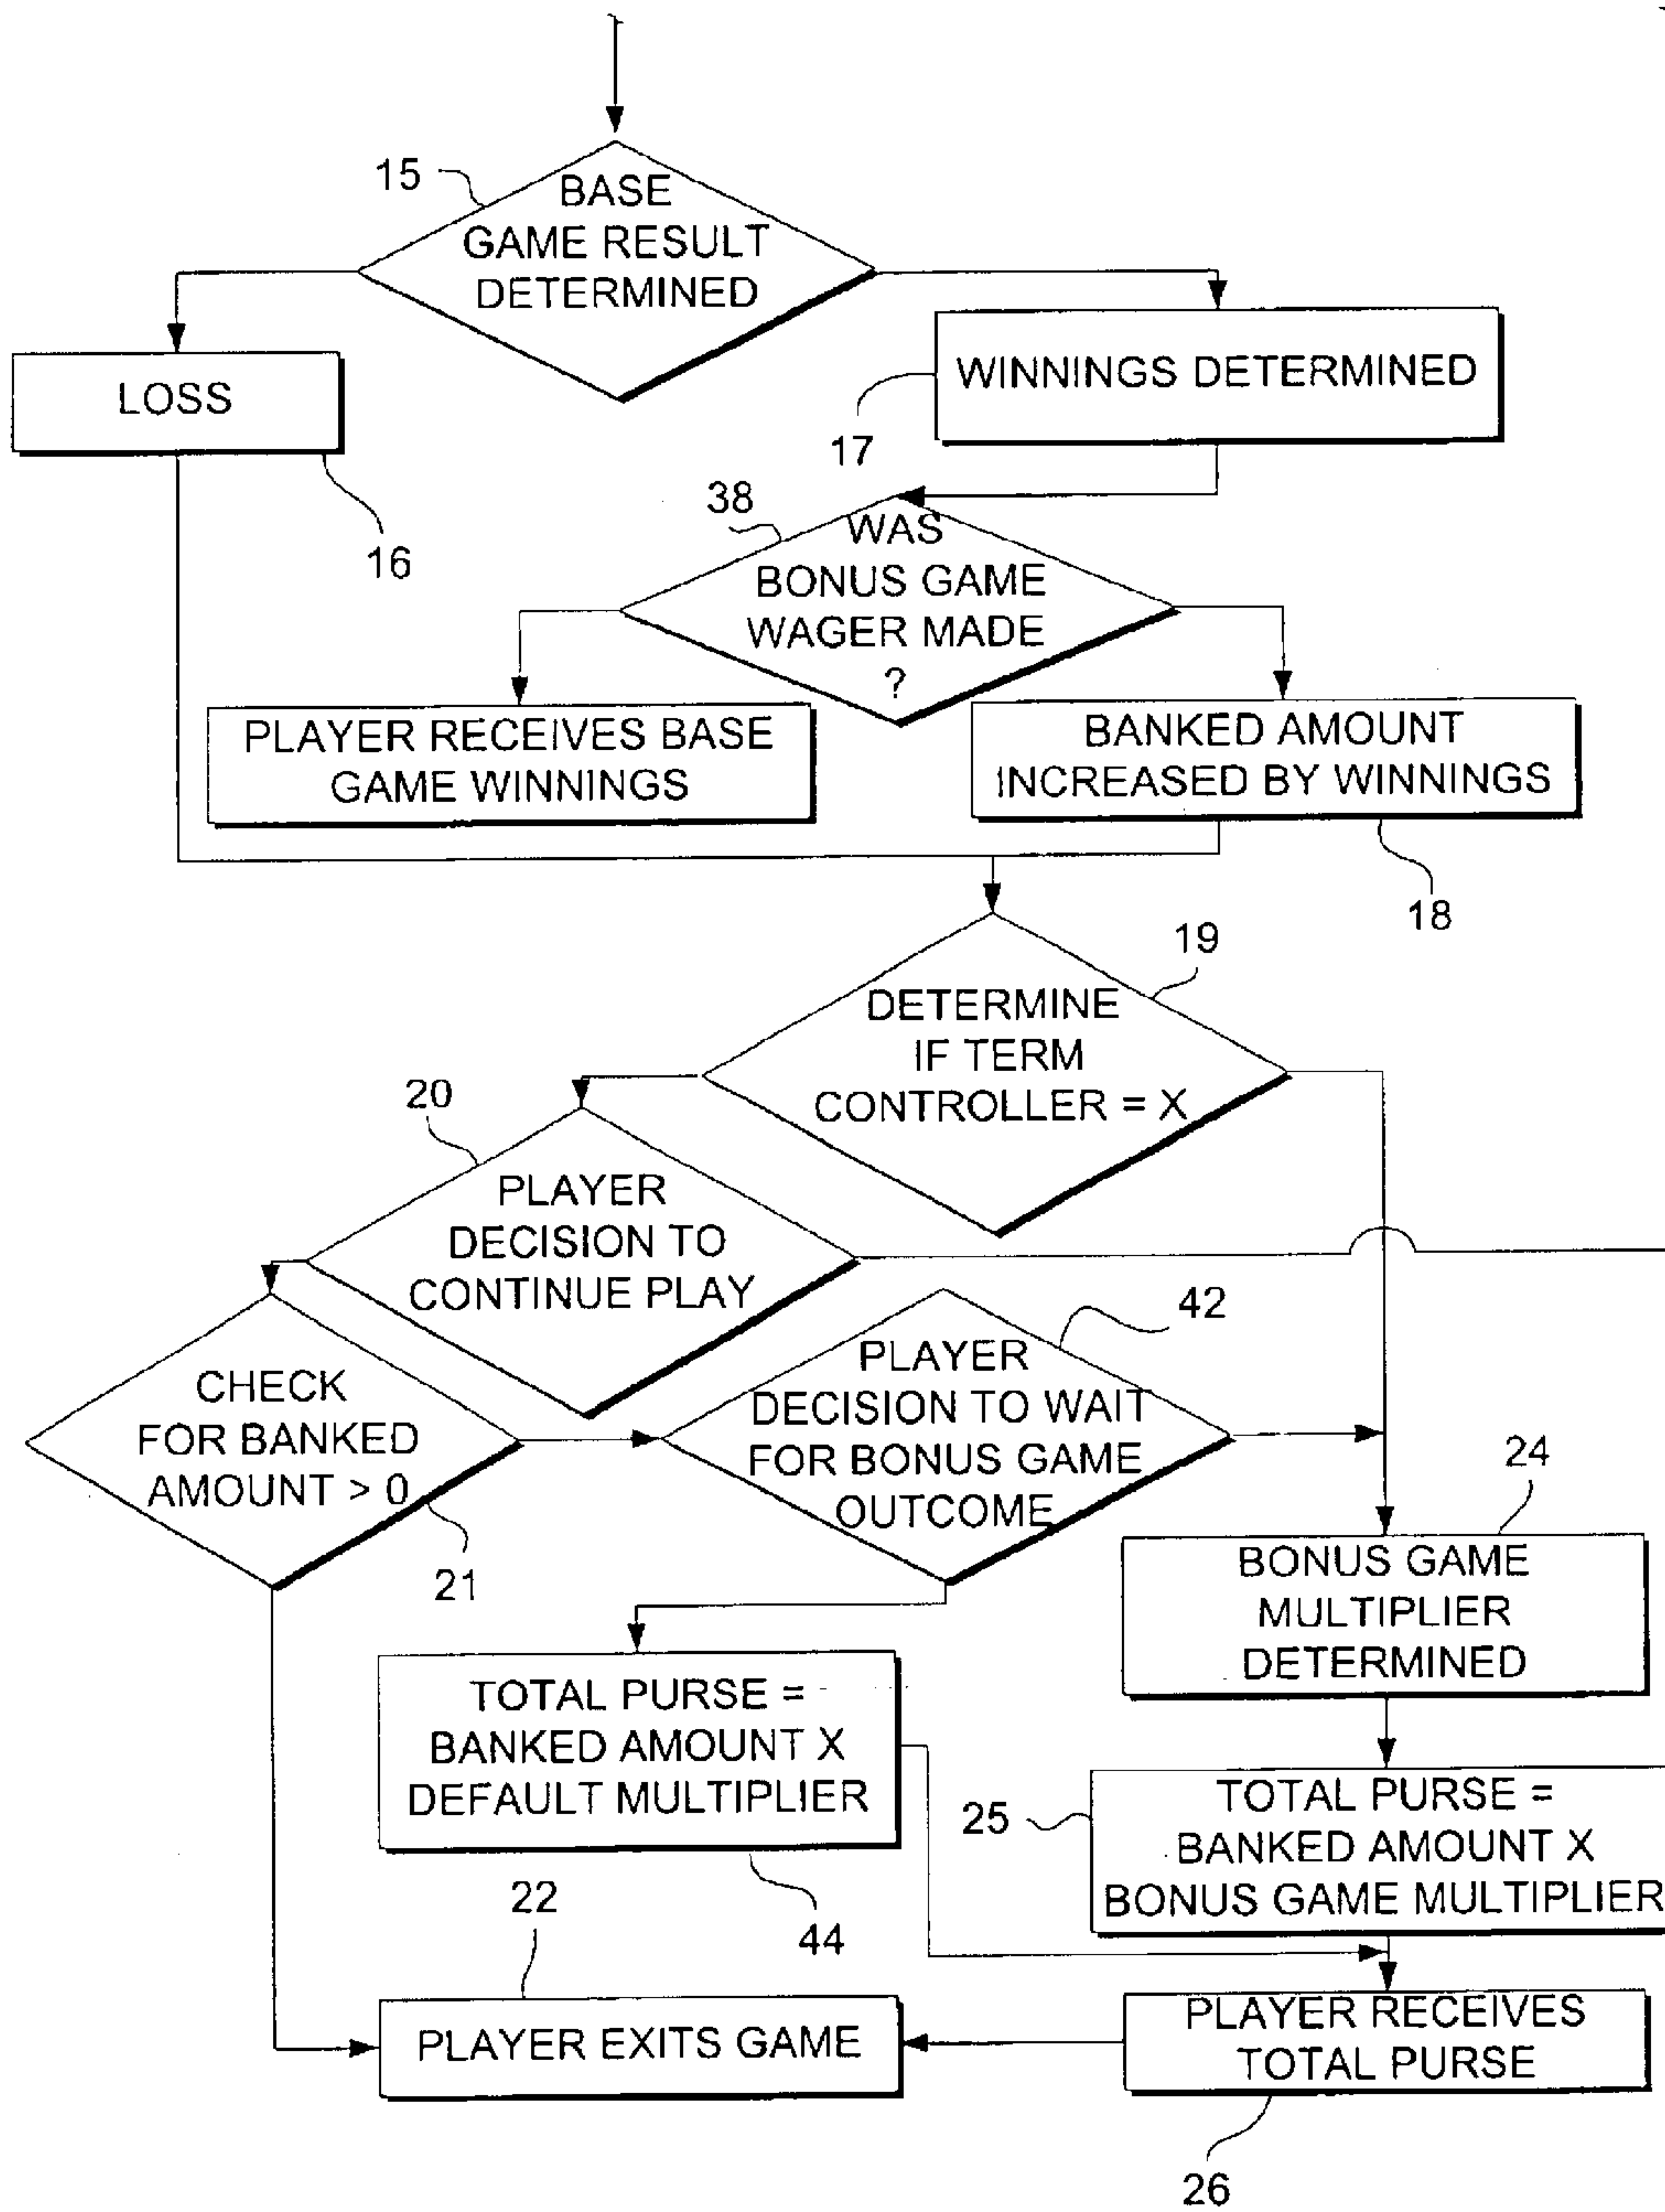 15
BASE
GAME RESULT
DETERMINED
LOSS
16
WINNINGS DETERMINED
17
38
WAS
BONUS GAME
WAGER MADE
?
PLAYER RECEIVES BASE
GAME WINNINGS
BANKED AMOUNT
INCREASED BY WINNINGS
18
19
DETERMINE
IF TERM
CONTROLLER = X
20
PLAYER
DECISION TO
CONTINUE PLAY
42
CHECK
FOR BANKED
AMOUNT > 0
21
PLAYER
DECISION TO WAIT
FOR BONUS GAME
OUTCOME
24
BONUS GAME
MULTIPLIER
DETERMINED
TOTAL PURSE =
BANKED AMOUNT X
DEFAULT MULTIPLIER
44
25
TOTAL PURSE =
BANKED AMOUNT X
BONUS GAME MULTIPLIER
22
PLAYER EXITS GAME
PLAYER RECEIVES
TOTAL PURSE
26